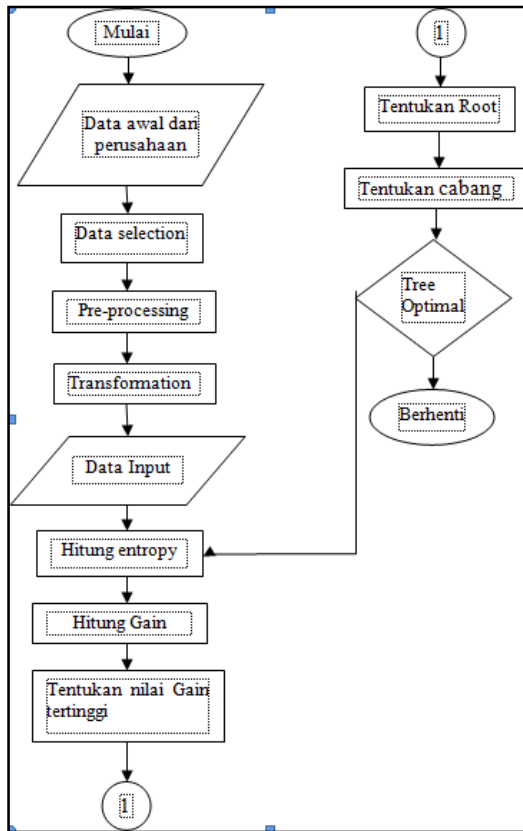 Mulai
Data awal dari
perusahaan
Data selection
Pre-processing
Transformation
Data Input
Hitung entropy
Hitung Gain
Tentukan nilai Gain
tertinggi
1
1
Tentukan Root
Tentukan cabang
Tree
Optimal
Berhenti